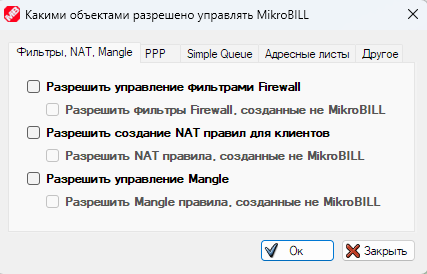 Какими объектами разрешено управлять MikroBILL
Фильтры, NAT, Mangle PPP Simple Queue Адресные листы Другое
Разрешить управление фильтрами Firewall
Разрешить фильтры Firewall, созданные не MikroBILL
Разрешить создание NAT правил для клиентов
Разрешить NAT правила, созданные не MikroBILL
Разрешить управление Mangle
Разрешить Mangle правила, созданные не MikroBILL
Ок Закрыть